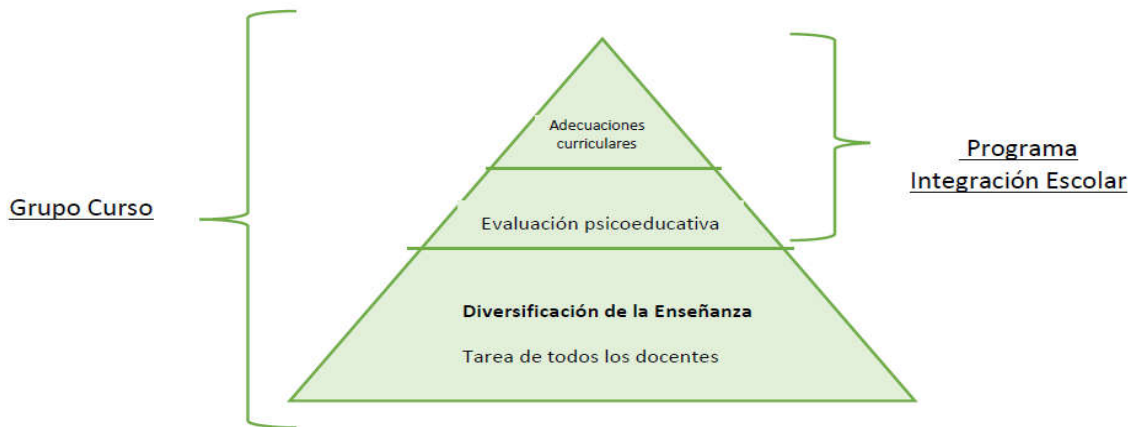 Adecuaciones
curriculares
Programa
Integración Escolar
Grupo Curso
Evaluación psicoeducativa
Diversificación de la Enseñanza
Tarea de todos los docentes